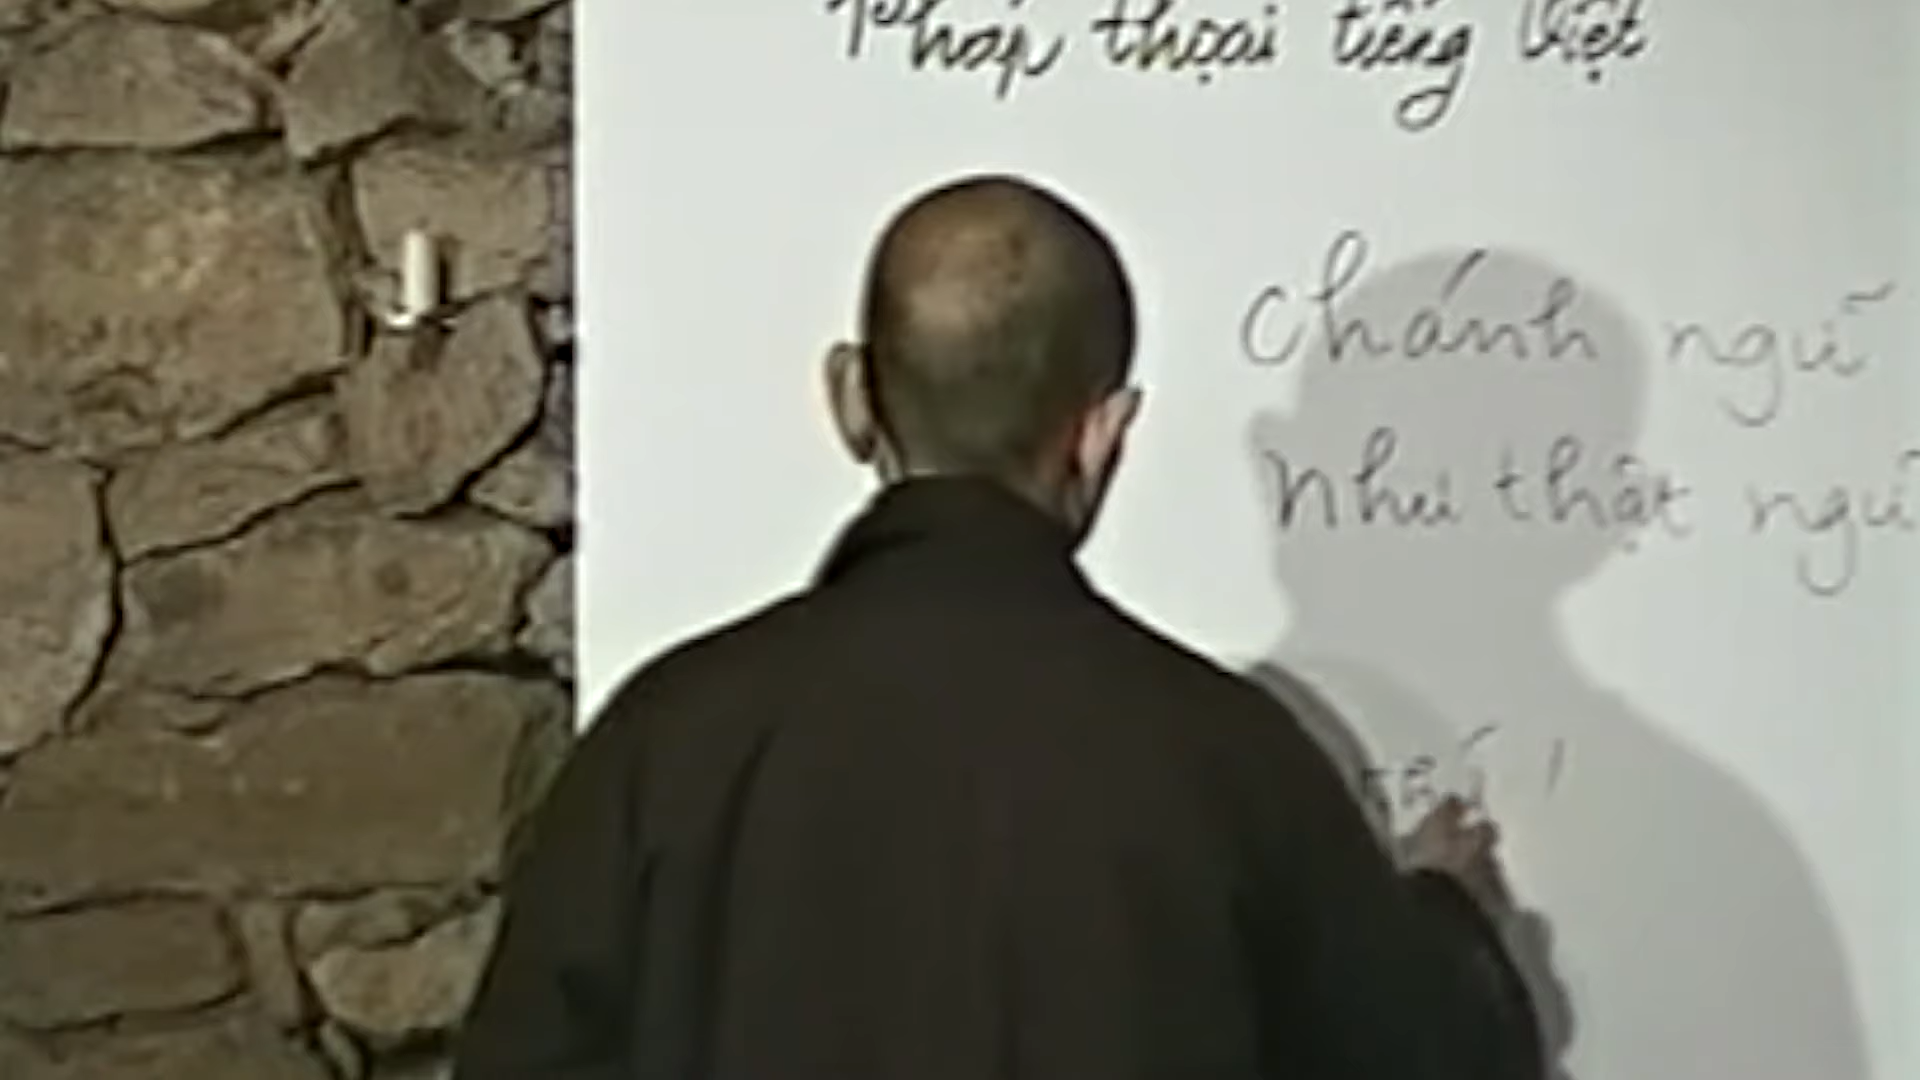 Pháp thoại tiếng Việt
Chánh ngữ
Như thật ngữ